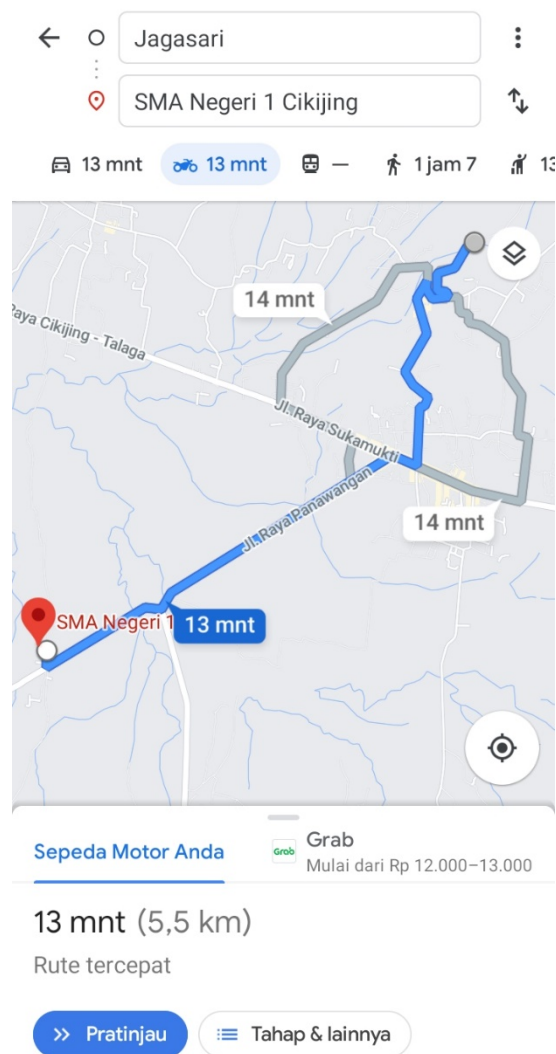 Jagasari
SMA Negeri 1 Cikijing
13 mnt
13 mnt
—
1 jam 7
13
14 mnt
Raya Cikijing - Talaga
Jl. Raya Sukamukti
Jl. Raya Panawangan
14 mnt
SMA Negeri 1
13 mnt
Sepeda Motor Anda
Grab
Grab
Mulai dari Rp 12.000–13.000
13 mnt (5,5 km)
Rute tercepat
Pratinjau
Tahap & lainnya